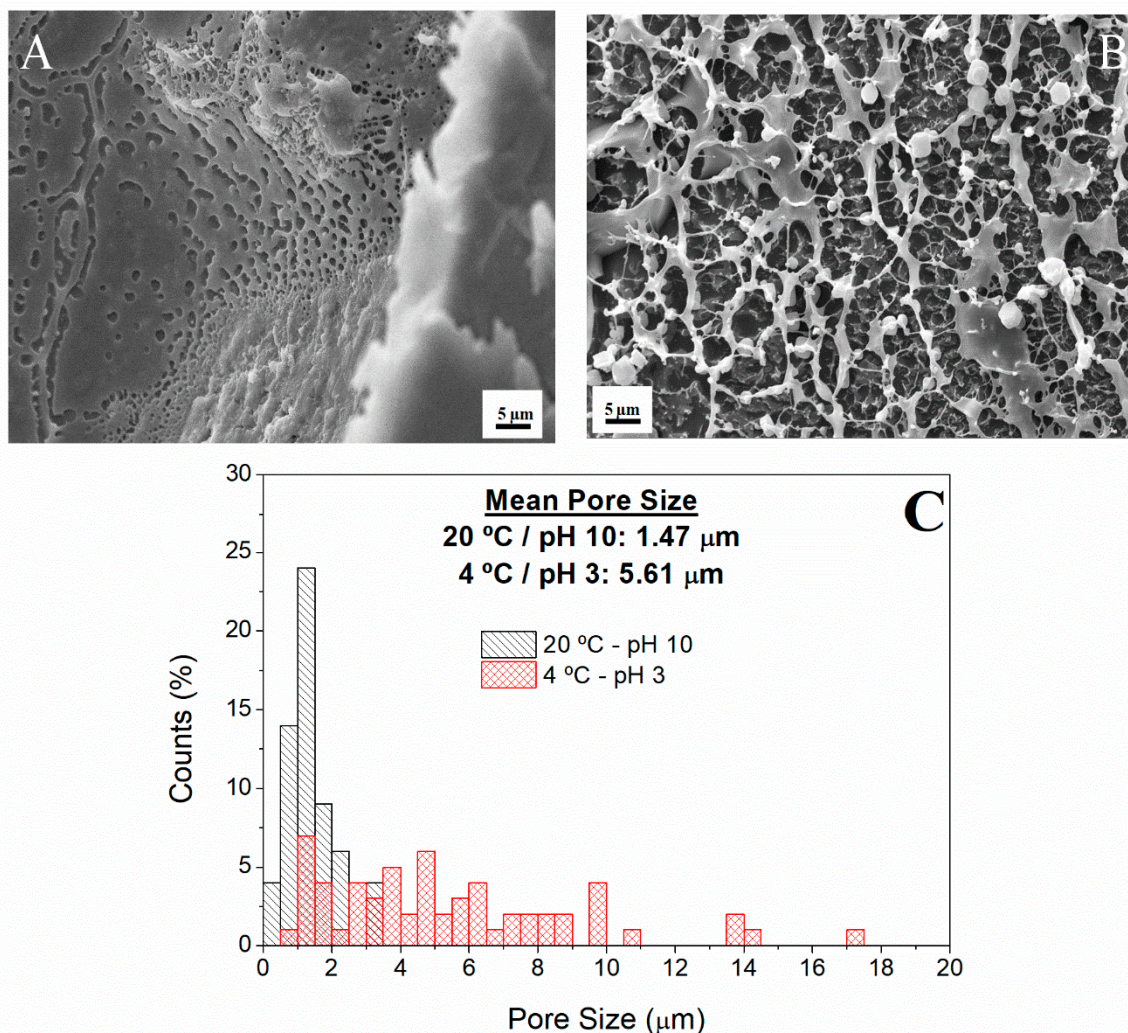 A
B
5 µm
5 µm
C
Mean Pore Size
20 ºC / pH 10: 1.47 µm
4 ºC / pH 3: 5.61 µm
20 ºC - pH 10
4 ºC - pH 3
Counts (%)
30
25
20
15
10
5
0
0 2 4 6 8 10 12 14 16 18 20
Pore Size (µm)